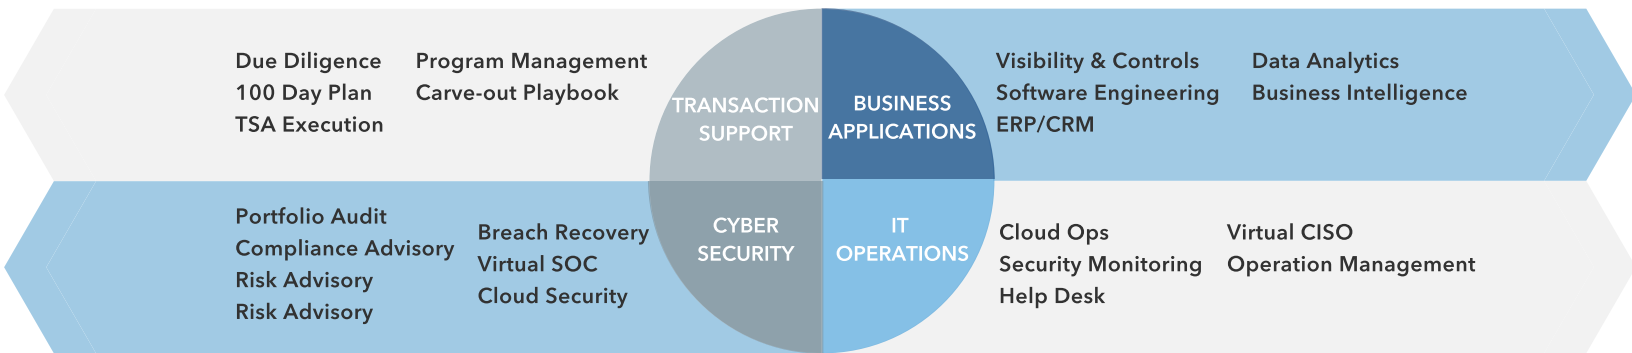 Due Diligence
100 Day Plan
TSA Execution
Program Management
Carve-out Playbook
TRANSACTION
SUPPORT
BUSINESS
APPLICATIONS
Visibility & Controls
Software Engineering
ERP/CRM
Data Analytics
Business Intelligence
Portfolio Audit
Compliance Advisory
Risk Advisory
Risk Advisory
Breach Recovery
Virtual SOC
Cloud Security
CYBER
SECURITY
IT
OPERATIONS
Cloud Ops
Security Monitoring
Help Desk
Virtual CISO
Operation Management